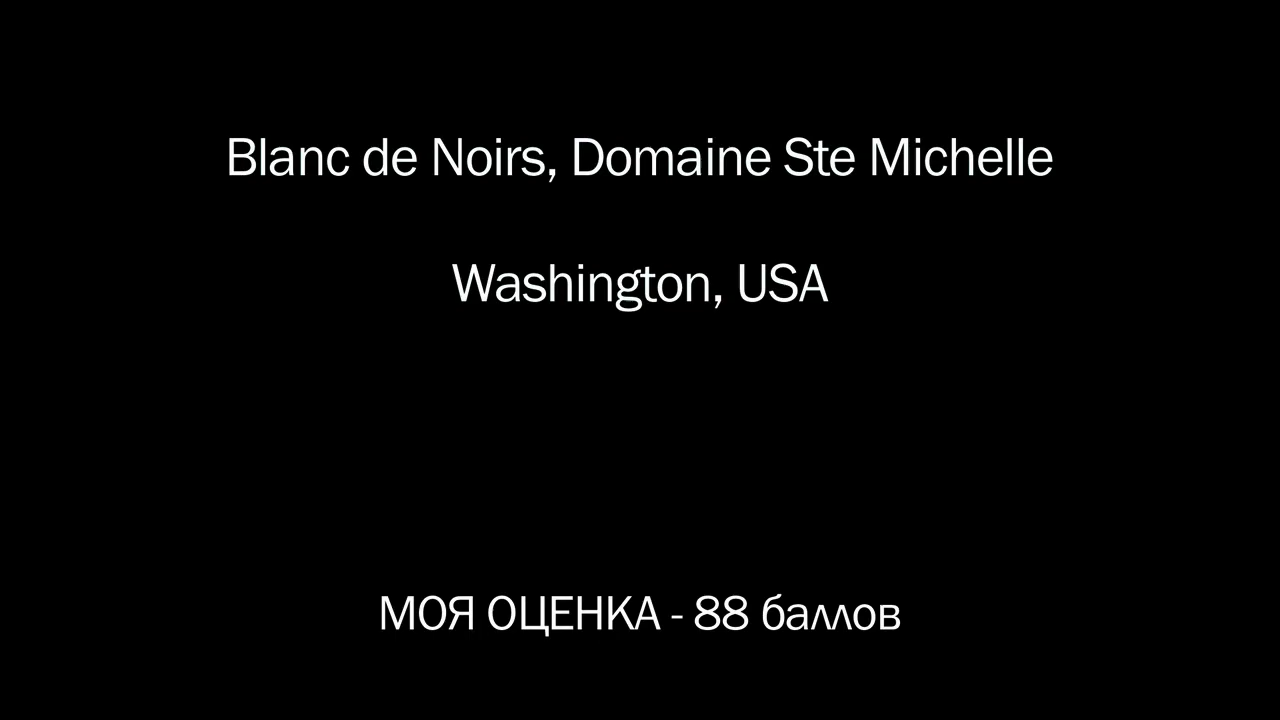 Blanc de Noirs, Domaine Ste Michelle
Washington, USA
МОЯ ОЦЕНКА - 88 баллов